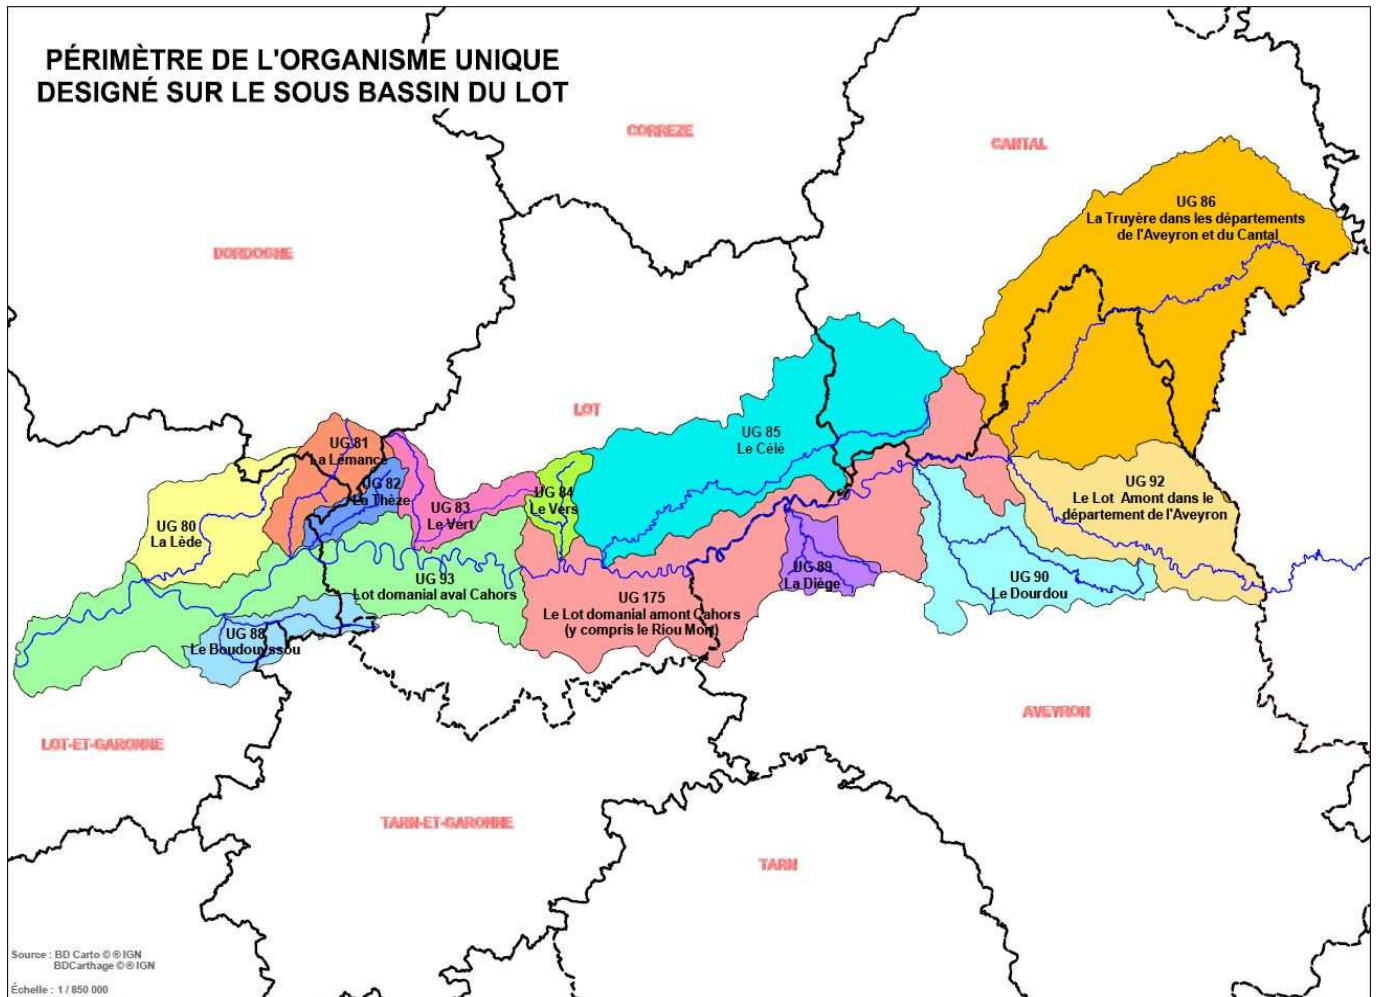 PÉRIMÈTRE DE L'ORGANISME UNIQUE
DESIGNÉ SUR LE SOUS BASSIN DU LOT
CORREZE
CANTAL
UG 86
La Truyère dans les départements
de l'Aveyron et du Cantal
DORDOGNE
LOT
UG 85
Le Célé
UG 81
La Lémance
UG 82
La Thèze
UG 83
Le Vert
UG 84
Le Vers
UG 92
Le Lot Amont dans le
département de l'Aveyron
UG 80
La Lède
UG 93
Lot domanial aval Cahors
UG 89
La Diège
UG 90
Le Dourdou
UG 175
Le Lot domanial amont Cahors
(y compris le Riou Mort)
UG 88
Le Boudouyssou
AVEYRON
LOT-ET-GARONNE
TARN-ET-GARONNE
TARN
Source : BD Carto © ® IGN
BDCarthage © ® IGN
Échelle : 1 / 850 000